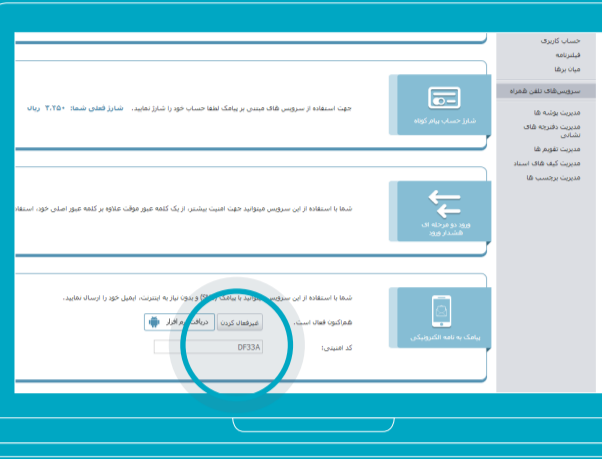 حساب کاربری
فیلترنامه
میان برها
سرویس‌های تلفن همراه
مدیریت پوشه ها
مدیریت دفترچه های نشانی
مدیریت تقویم ها
مدیریت کیف های اسناد
مدیریت برچسب ها
شارژ حساب پیام کوتاه
جهت استفاده از سرویس های مبتنی بر پیامک لطفا حساب خود را شارژ نمایید. شارژ فعلی شما: ۳.۲۵۰ ریال
ورود دو مرحله ای
هشدار ورود
شما با استفاده از این سرویس میتوانید جهت امنیت بیشتر، از یک کلمه عبور موقت علاوه بر کلمه عبور اصلی خود، استفاد
پیامک به نامه الکترونیکی
شما با استفاده از این سرویس میتوانید با پیامک (SMS) و بدون نیاز به اینترنت، ایمیل خود را ارسال نمایید.
هم‌اکنون فعال است. غیرفعال کردن دریافت نرم افزار
کد امنیتی: DF33A